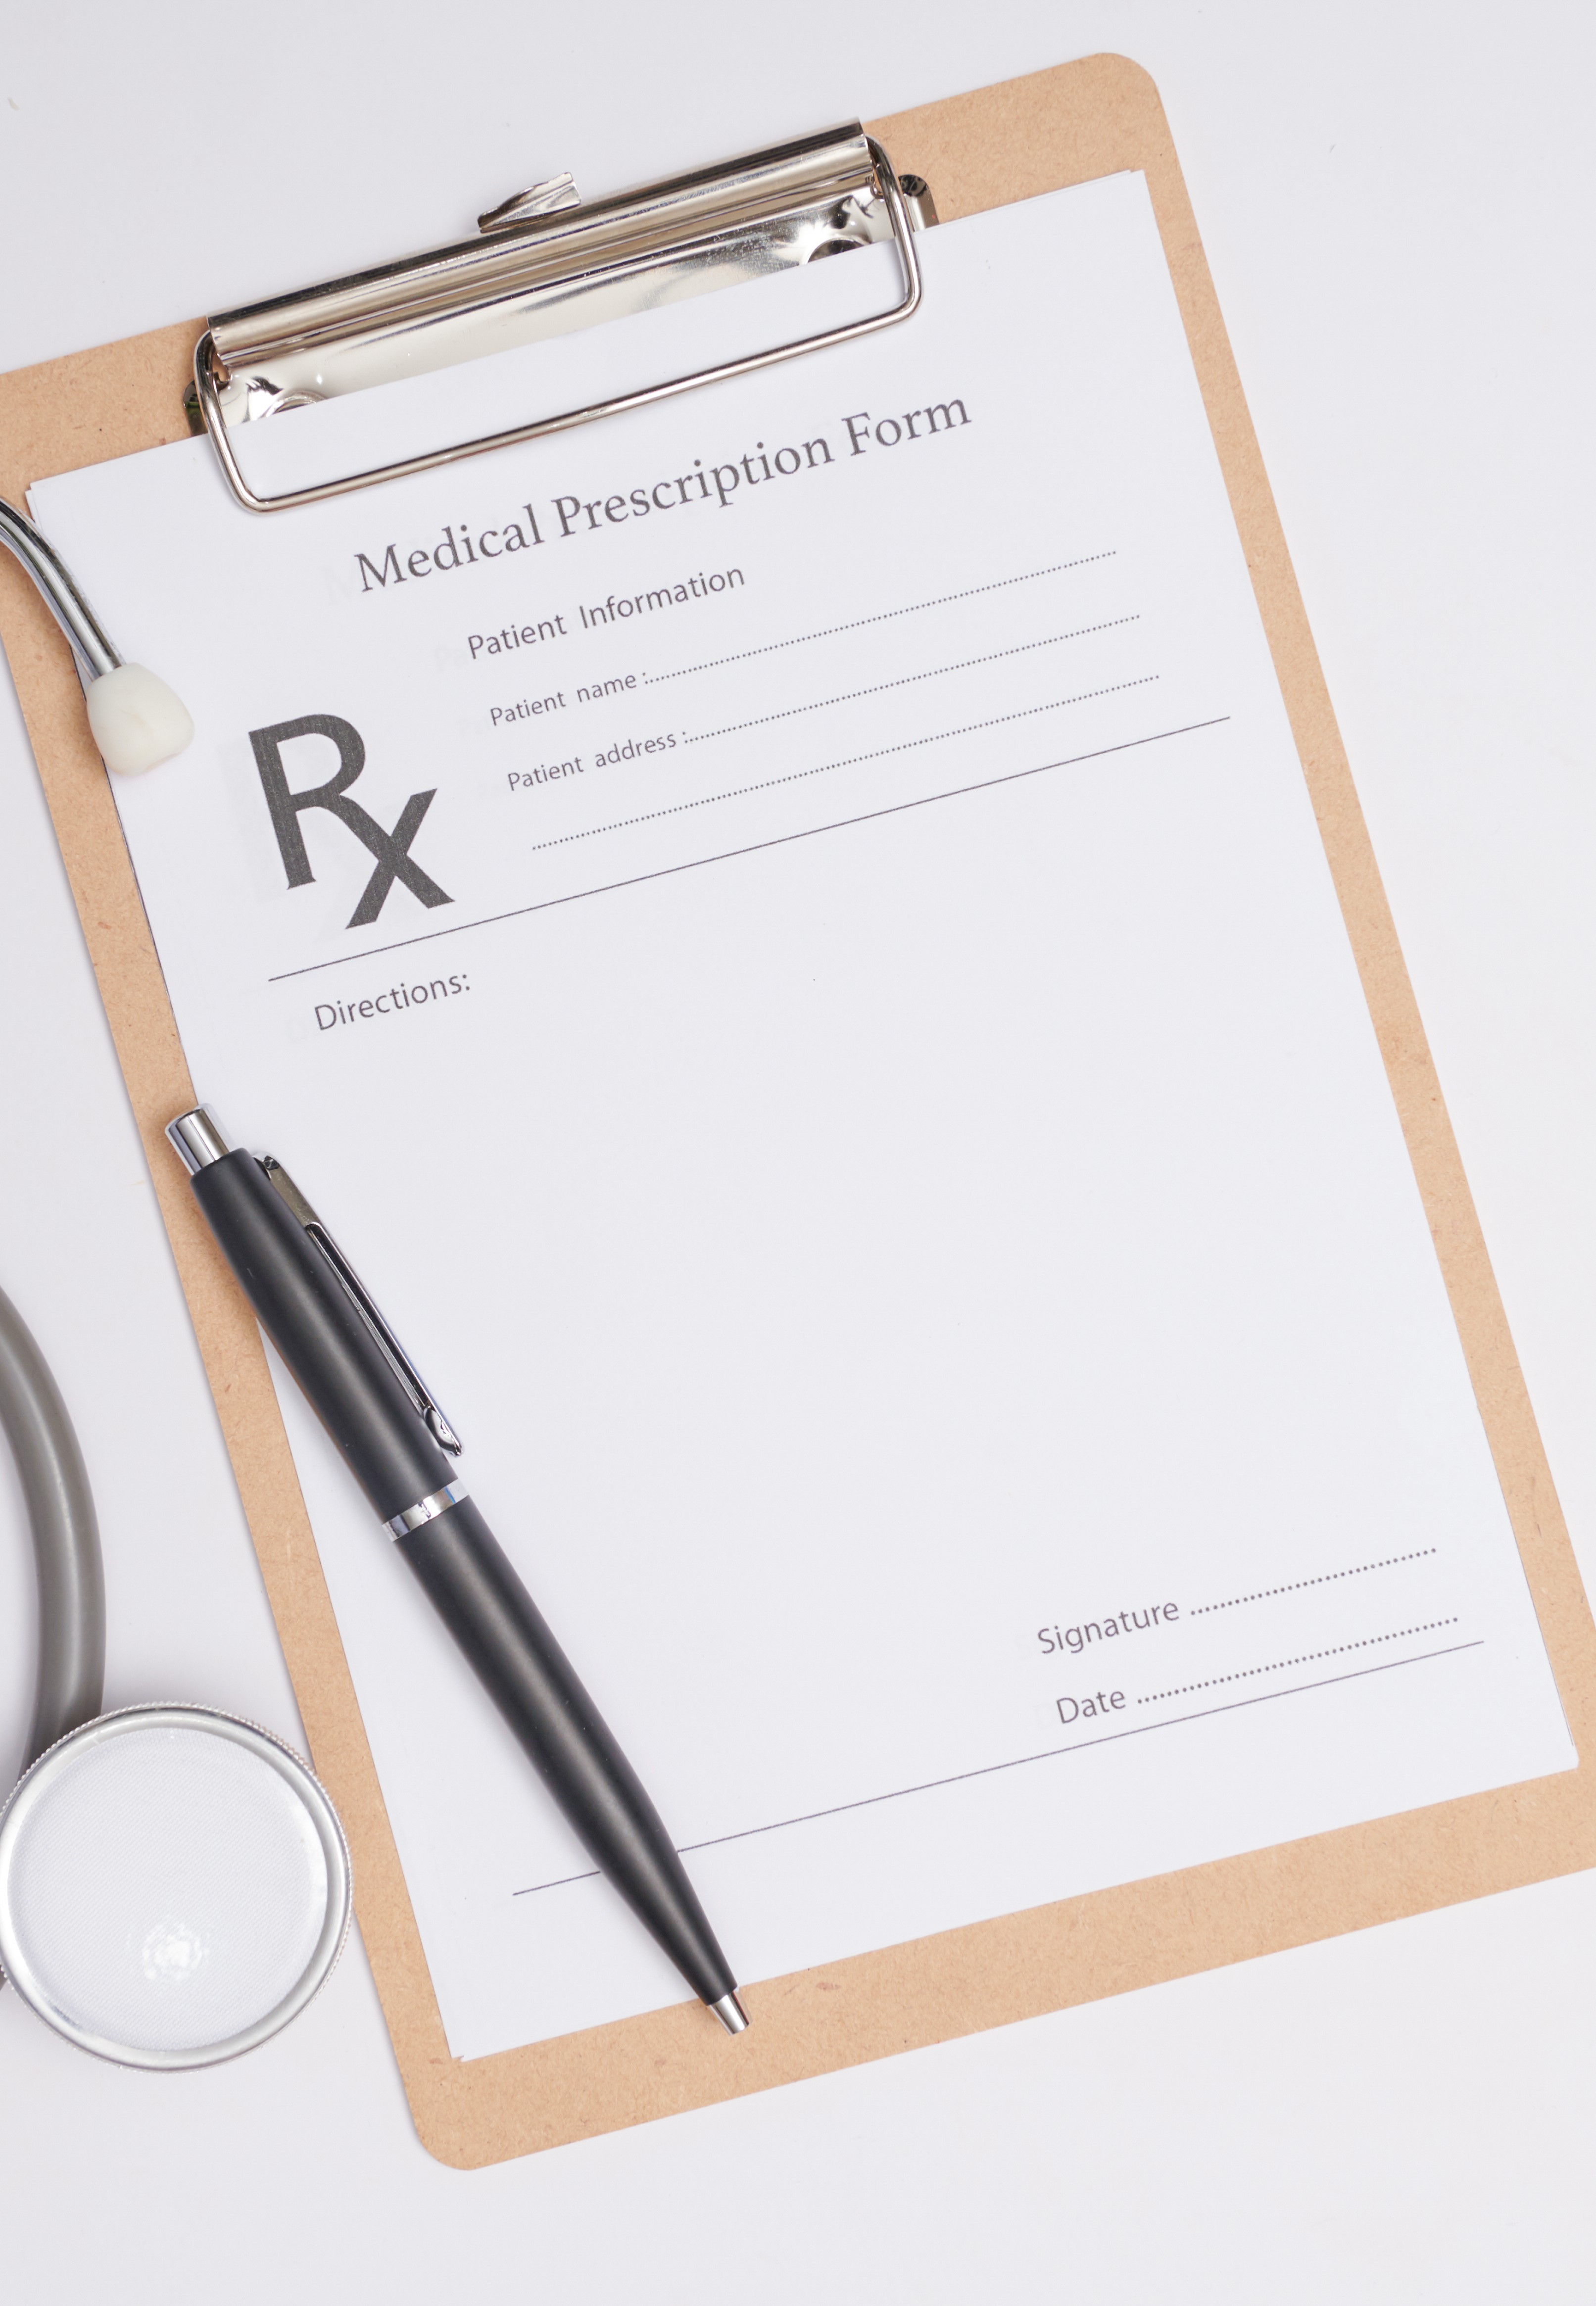 Medical Prescription Form
Patient Information
Patient name :
Patient address :
Rx
Directions:
Signature
Date